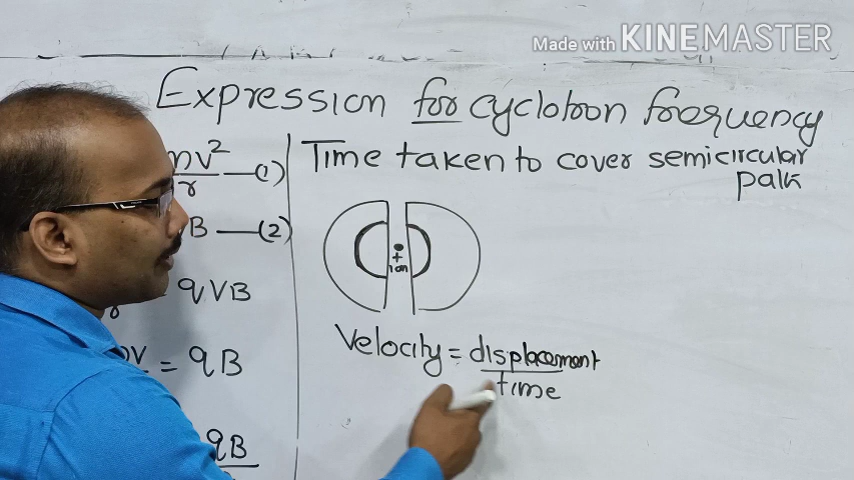 Made with KINEMASTER
Expression for cyclotron frequency
mv²/r —(1)
B —(2)
qVB
= qB
qB
Time taken to cover semicircular
path
+
ion
Velocity = displacement
time